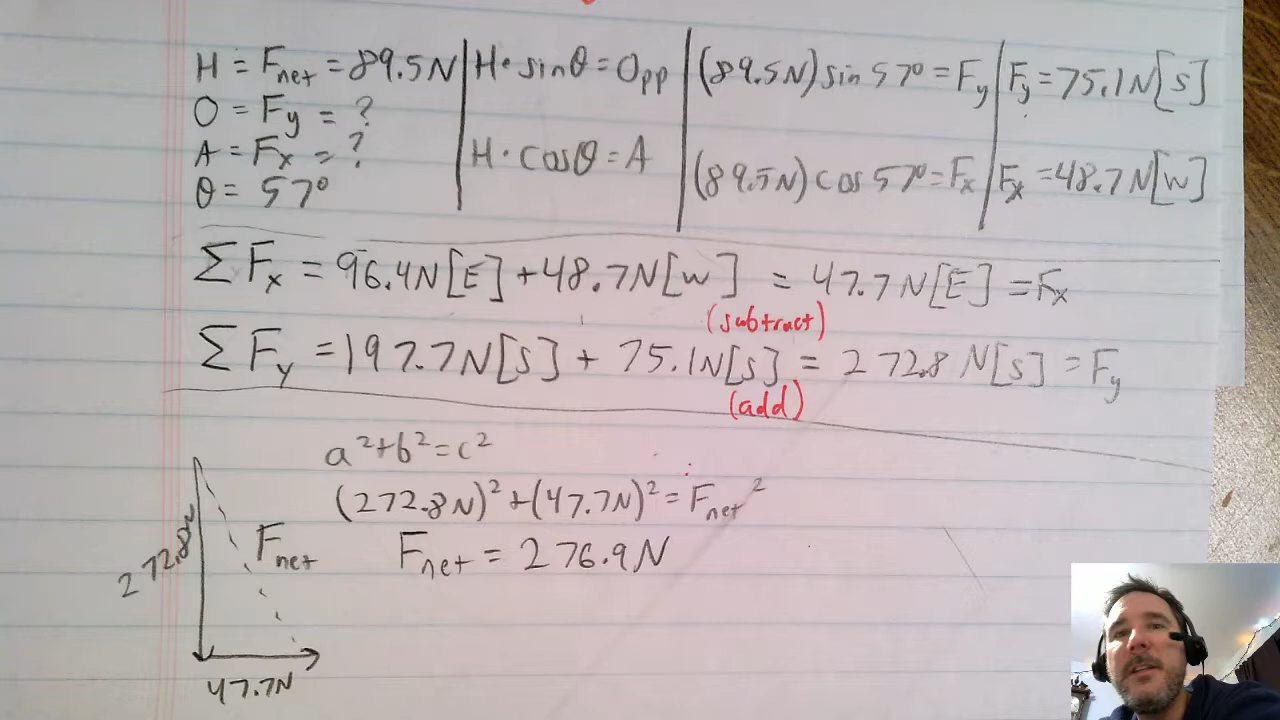 H = Fnet = 89.5N
O = Fy = ?
A = Fx = ?
θ = 57°
H · sinθ = Opp
H · cosθ = A
(89.5N) sin 57° = Fy
(89.5N) cos 57° = Fx
Fy = 75.1N[S]
Fx = 48.7N[W]
ΣFx = 96.4N[E] + 48.7N[W] = 47.7N[E] = Fx
(subtract)
ΣFy = 197.7N[S] + 75.1N[S] = 272.8 N[S] = Fy
(add)
a² + b² = c²
(272.8N)² + (47.7N)² = Fnet²
Fnet = 276.9N
272.8N
Fnet
47.7N